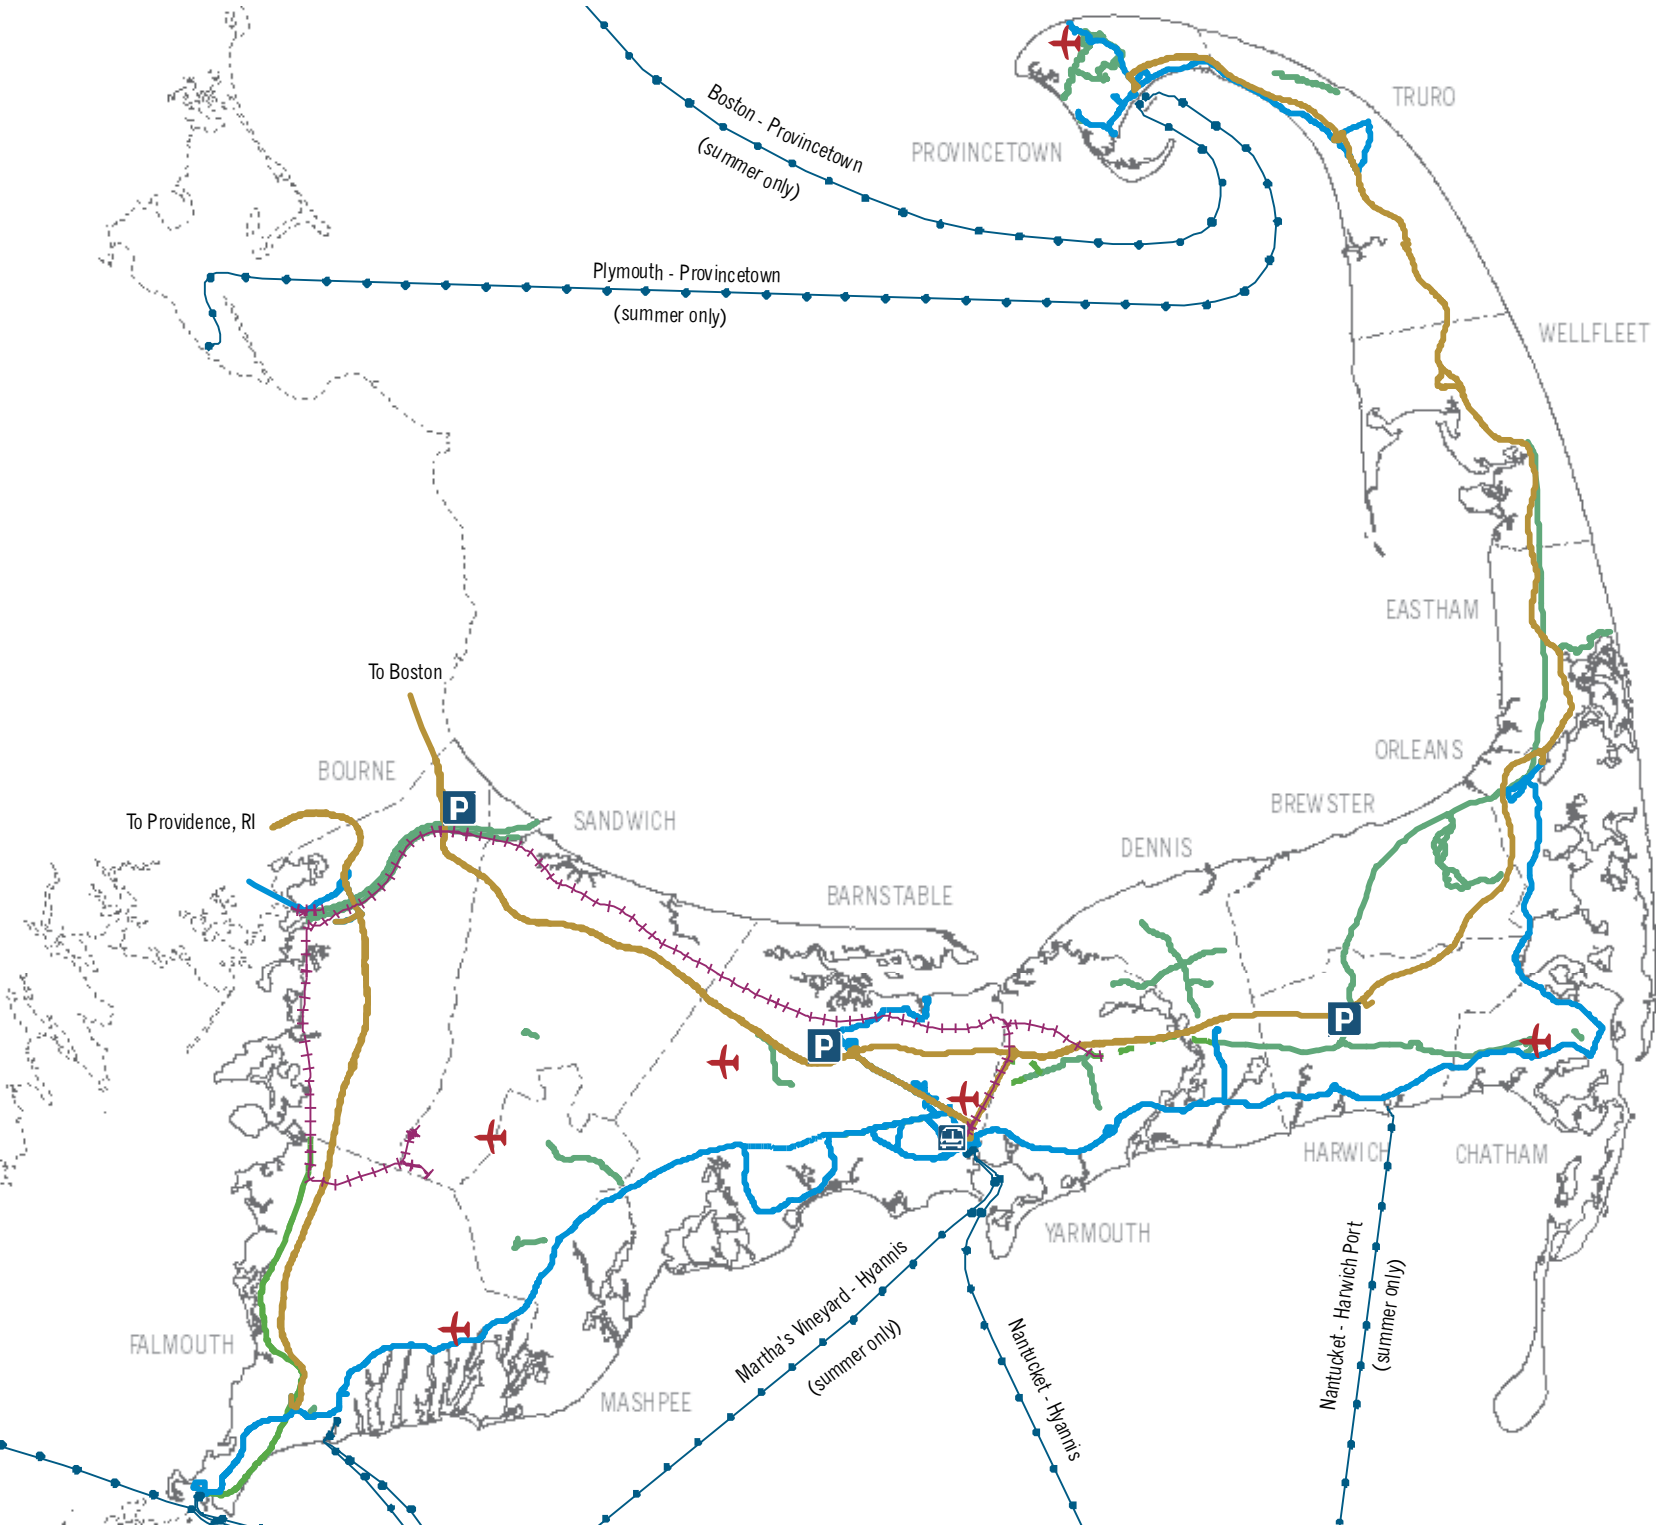 Boston - Provincetown
(summer only)
TRURO
PROVINCETOWN
Plymouth - Provincetown
(summer only)
WELLFLEET
EASTHAM
To Boston
ORLEANS
BOURNE
BREWSTER
P
To Providence, RI
SANDWICH
DENNIS
BARNSTABLE
P
P
HARWICH
CHATHAM
YARMOUTH
Martha's Vineyard - Hyannis
(summer only)
Nantucket - Hyannis
Nantucket - Harwich Port
(summer only)
FALMOUTH
MASHPEE